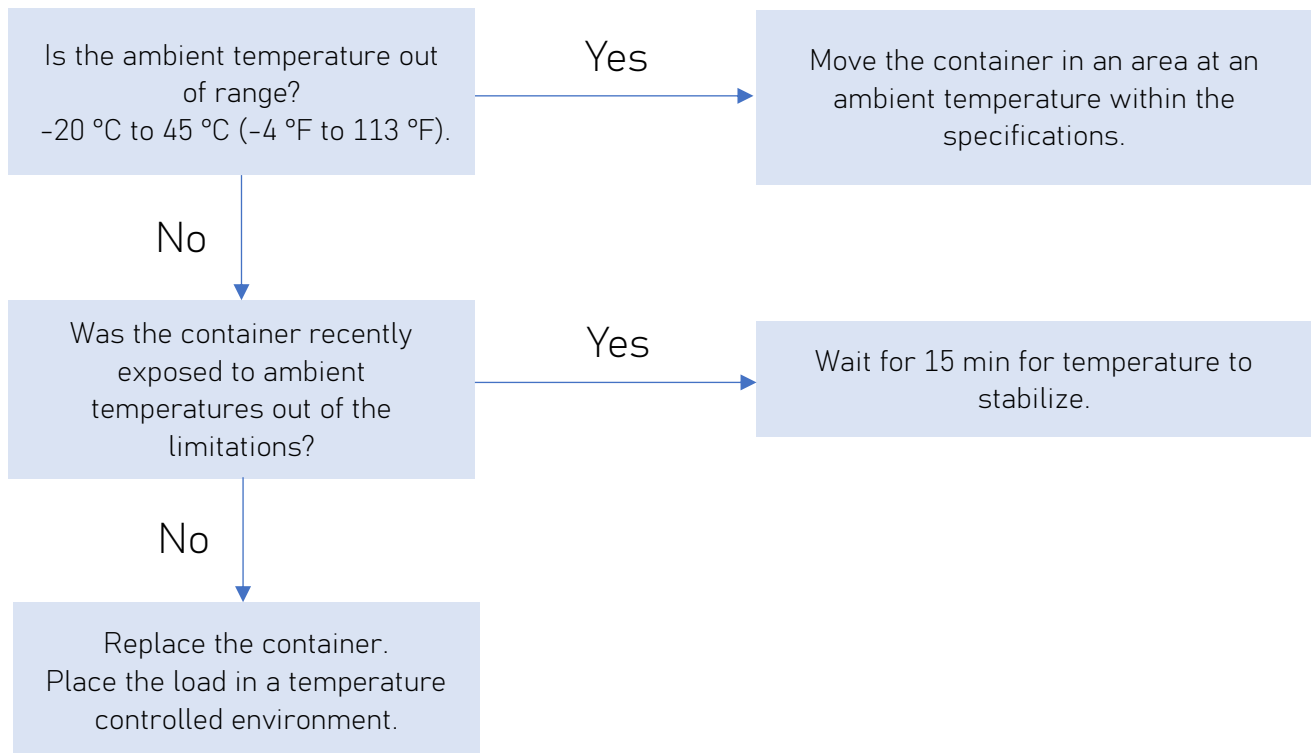 Is the ambient temperature out
of range?
-20 °C to 45 °C (-4 °F to 113 °F).
Yes
Move the container in an area at an
ambient temperature within the
specifications.
No
Was the container recently
exposed to ambient
temperatures out of the
limitations?
Yes
Wait for 15 min for temperature to
stabilize.
No
Replace the container.
Place the load in a temperature
controlled environment.